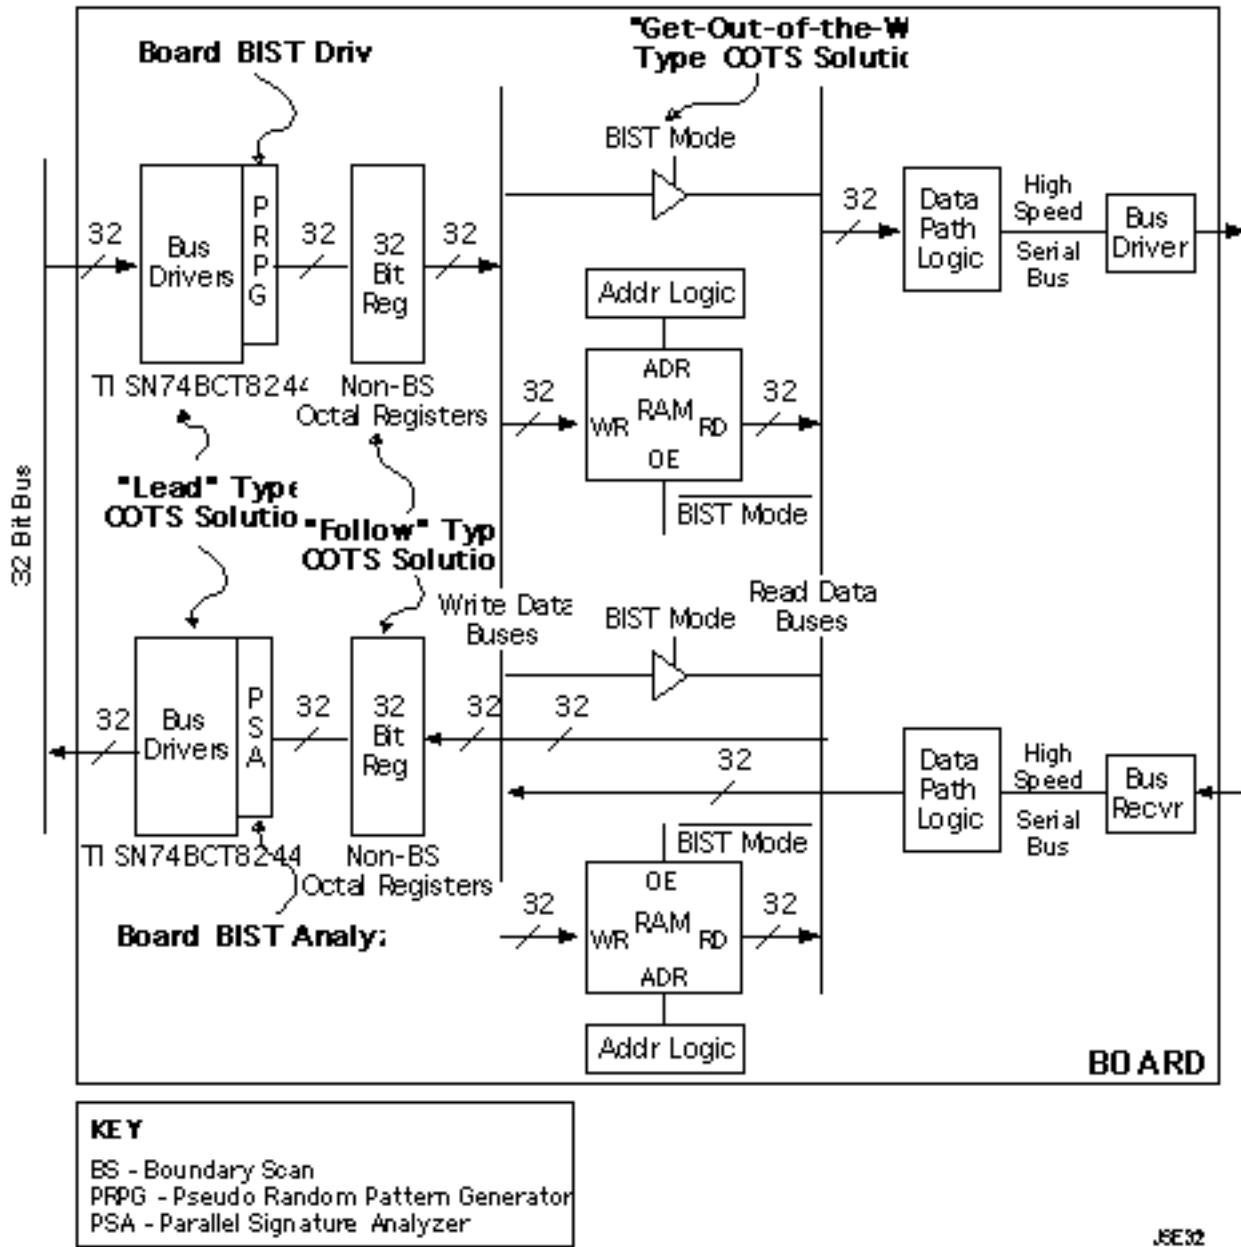 "Get-Out-of-the-W
Type COTS Solutic
Board BIST Driv
BIST Mode
32
Bus
Drivers
P
R
P
G
32
32
Bit
Reg
32
32
Data
Path
Logic
High
Speed
Serial
Bus
Bus
Driver
Addr Logic
ADR
WR
RAM
RD
OE
32
32
BIST Mode
TI SN74BCT8244
Non-BS
Octal Registers
"Lead" Type
COTS Solutio
"Follow" Typ
COTS Solutio
32 Bit Bus
Write Data
Buses
BIST Mode
Read Data
Buses
32
Bus
Drivers
P
S
A
32
32
Bit
Reg
32
32
32
Data
Path
Logic
High
Speed
Serial
Bus
Bus
Recvr
TI SN74BCT8244
Non-BS
Octal Registers
BIST Mode
OE
WR
RAM
RD
ADR
32
32
Addr Logic
Board BIST Analyz
BOARD
KEY
BS - Boundary Scan
PRPG - Pseudo Random Pattern Generator
PSA - Parallel Signature Analyzer
JSE32